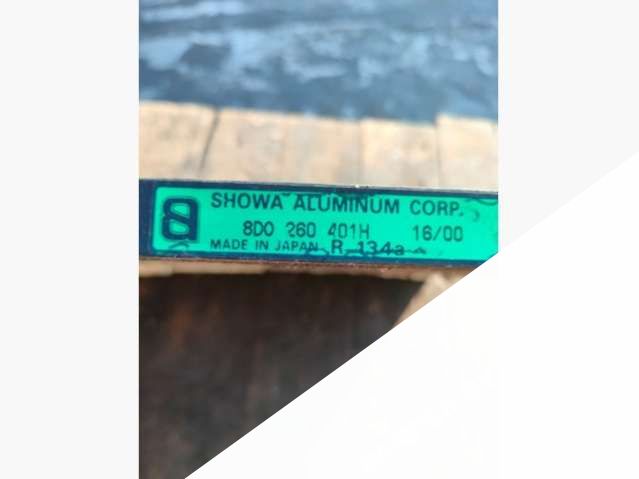 SHOWA ALUMINUM CORP.
8D0 260 401H 16/00
MADE IN JAPAN R 134a